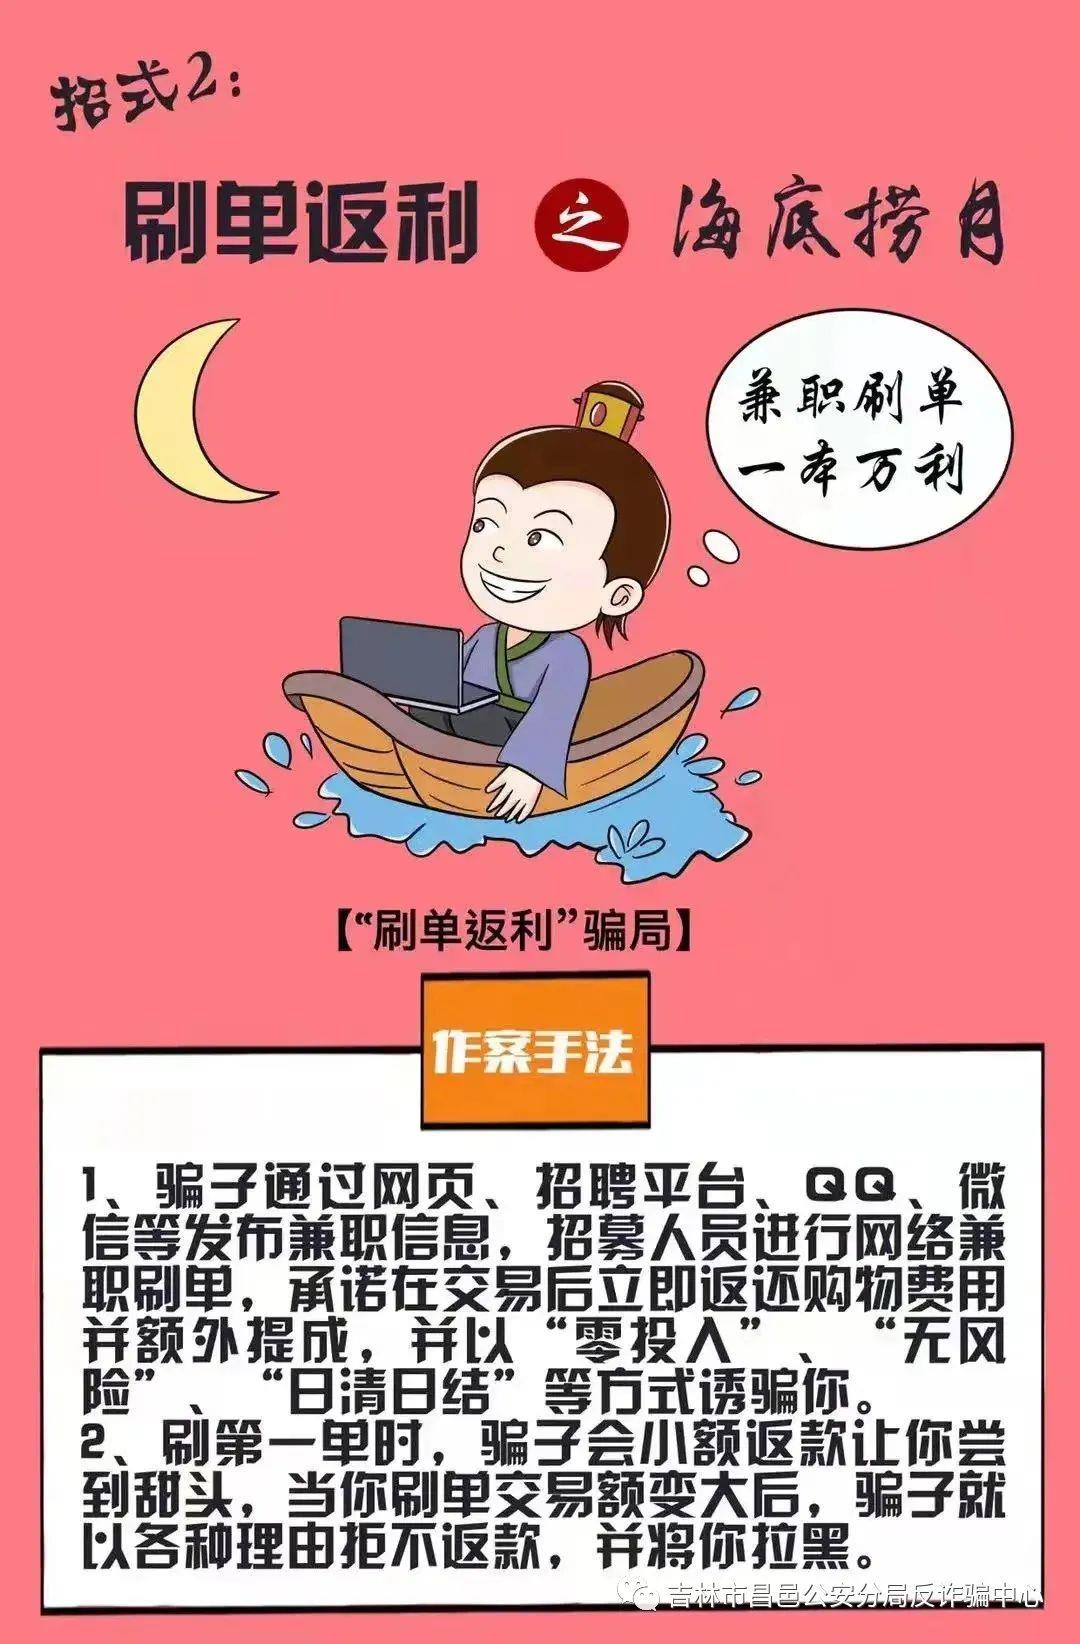 招式2：
刷单返利 之 海底捞月
兼职刷单
一本万利
【“刷单返利”骗局】
作案手法
1、骗子通过网页、招聘平台、QQ、微
信等发布兼职信息，招募人员进行网络兼
职刷单，承诺在交易后立即返还购物费用
并额外提成，并以“零投入”、“无风
险”、“日清日结”等方式诱骗你。
2、刷第一单时，骗子会小额返款让你尝
到甜头，当你刷单交易额变大后，骗子就
以各种理由拒不返款，并将你拉黑。
吉林市昌邑公安分局反诈骗中心